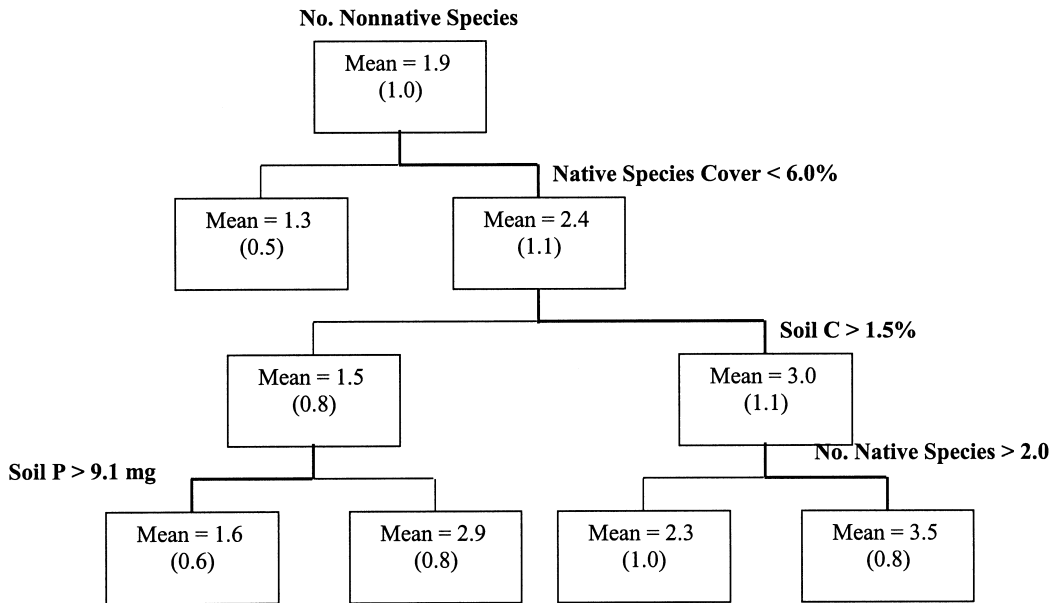 No. Nonnative Species
Mean = 1.9
(1.0)
Native Species Cover < 6.0%
Mean = 1.3
(0.5)
Mean = 2.4
(1.1)
Soil C > 1.5%
Mean = 1.5
(0.8)
Mean = 3.0
(1.1)
Soil P > 9.1 mg
No. Native Species > 2.0
Mean = 1.6
(0.6)
Mean = 2.9
(0.8)
Mean = 2.3
(1.0)
Mean = 3.5
(0.8)